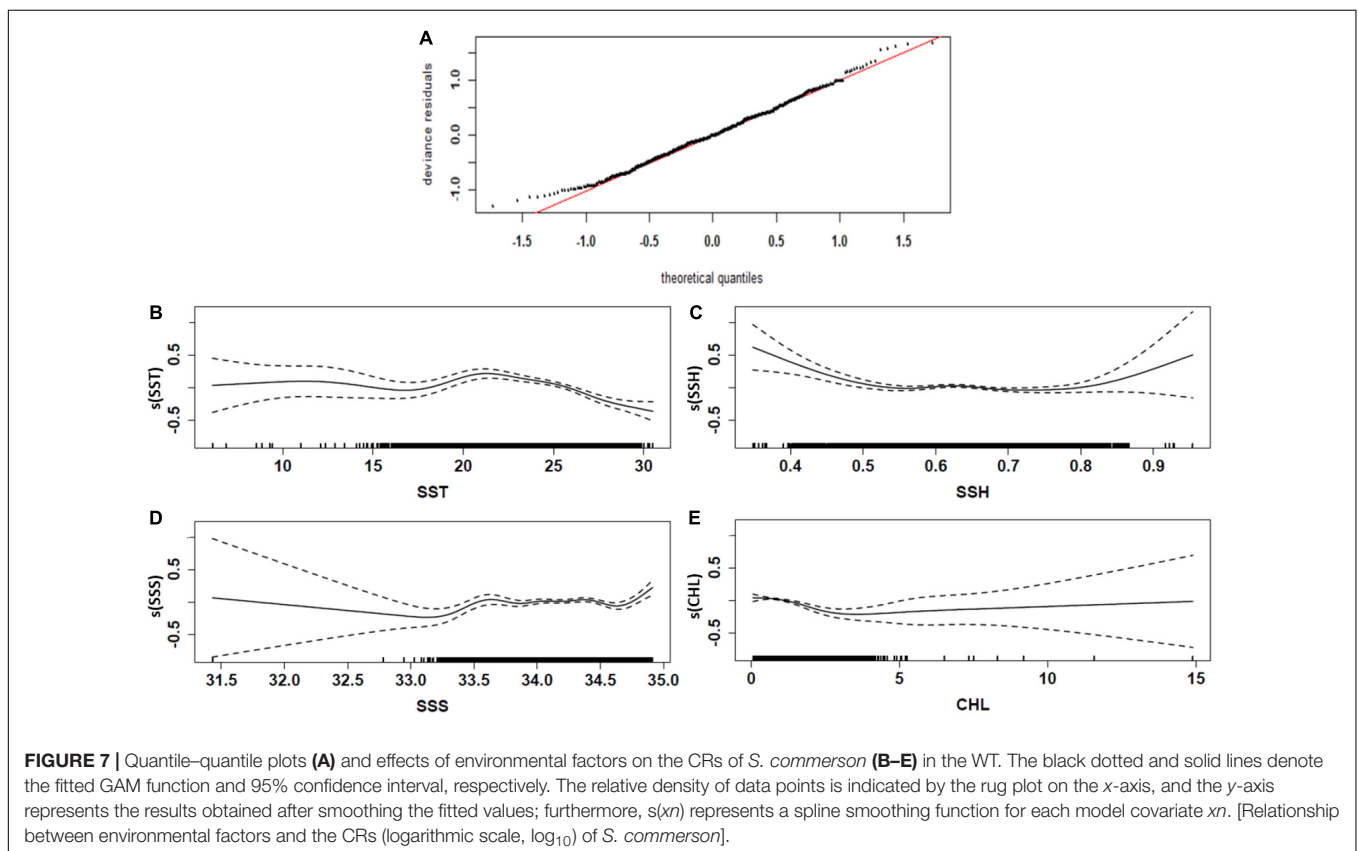 A
deviance residuals
1.0
0.0
-1.0
-1.5 -1.0 -0.5 0.0 0.5 1.0 1.5
theoretical quantiles
B
s(SST)
0.5
-0.5
10 15 20 25 30
SST
C
s(SSH)
0.5
-0.5
0.4 0.5 0.6 0.7 0.8 0.9
SSH
D
s(SSS)
0.5
-0.5
31.5 32.0 32.5 33.0 33.5 34.0 34.5 35.0
SSS
E
s(CHL)
0.5
-0.5
0 5 10 15
CHL
FIGURE 7 | Quantile–quantile plots (A) and effects of environmental factors on the CRs of S. commerson (B–E) in the WT. The black dotted and solid lines denote
the fitted GAM function and 95% confidence interval, respectively. The relative density of data points is indicated by the rug plot on the x-axis, and the y-axis
represents the results obtained after smoothing the fitted values; furthermore, s(xn) represents a spline smoothing function for each model covariate xn. [Relationship
between environmental factors and the CRs (logarithmic scale, log₁₀) of S. commerson].